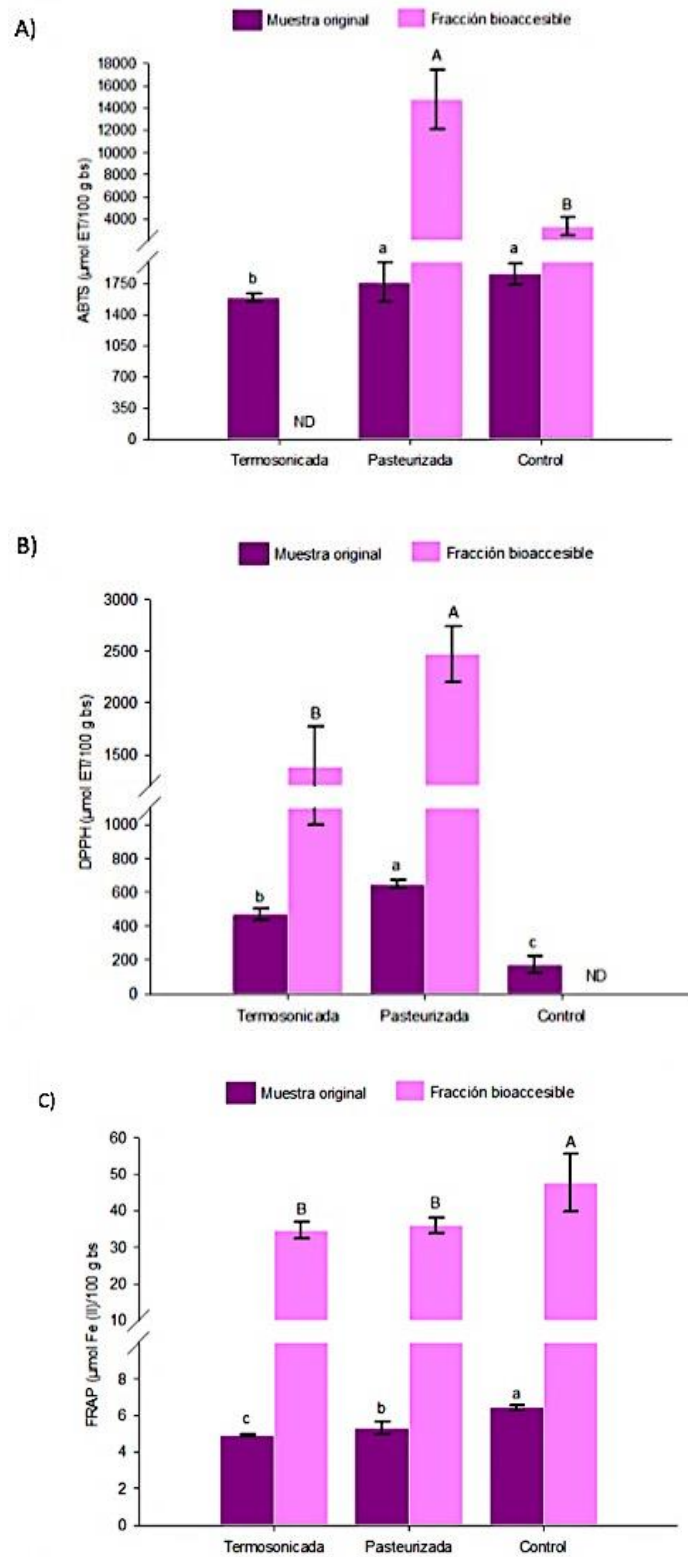 A)
Muestra original Fracción bioaccesible
ABTS (µmol ET/100 g bs)
18000
16000
14000
12000
10000
8000
6000
4000
1750
1400
1050
700
350
0
b
ND
a
A
a
B
Termosonicada Pasteurizada Control
B)
Muestra original Fracción bioaccesible
DPPH (µmol ET/100 g bs)
3000
2500
2000
1500
1000
800
600
400
200
0
b
B
a
A
c
ND
Termosonicada Pasteurizada Control
C)
Muestra original Fracción bioaccesible
FRAP (µmol Fe (II)/100 g bs
60
50
40
30
20
10
8
6
4
2
0
c
B
b
B
a
A
Termosonicada Pasteurizada Control